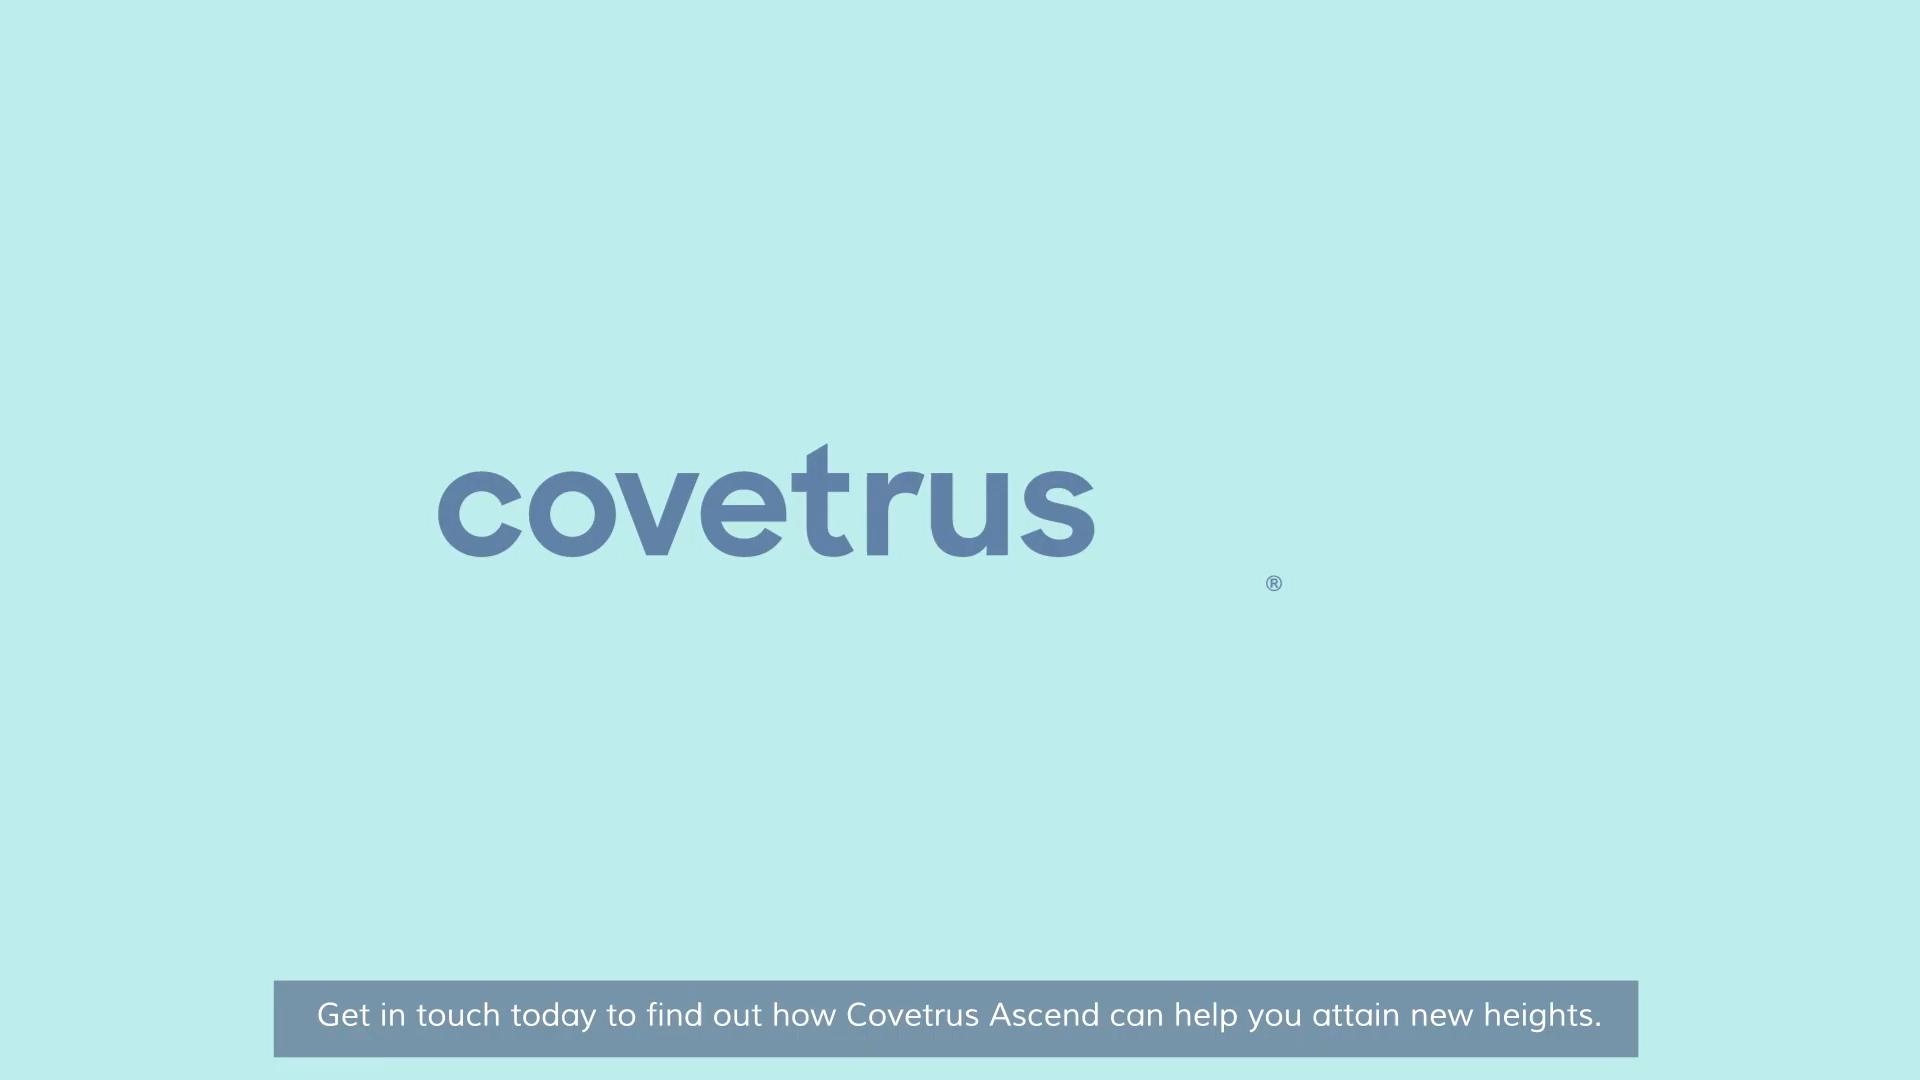 covetrus
®
Get in touch today to find out how Covetrus Ascend can help you attain new heights.